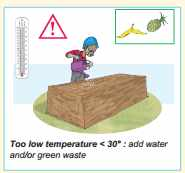 Too low temperature < 30° : add water
and/or green waste